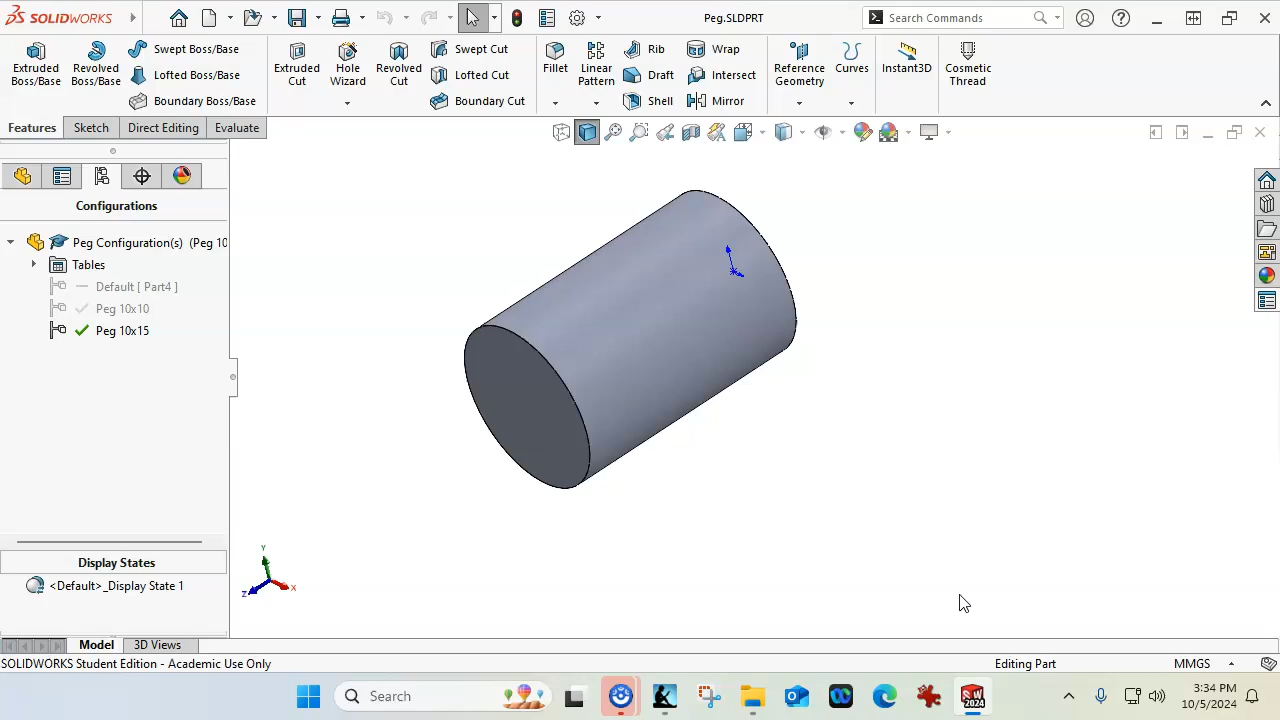 SOLIDWORKS
Peg.SLDPRT
Search Commands
Extruded Boss/Base
Revolved Boss/Base
Swept Boss/Base
Lofted Boss/Base
Boundary Boss/Base
Extruded Cut
Hole Wizard
Revolved Cut
Swept Cut
Lofted Cut
Boundary Cut
Fillet
Linear Pattern
Rib
Draft
Shell
Wrap
Intersect
Mirror
Reference Geometry
Curves
Instant3D
Cosmetic Thread
Features
Sketch
Direct Editing
Evaluate
Configurations
Peg Configuration(s) (Peg 10
Tables
Default [ Part4 ]
Peg 10x10
Peg 10x15
Display States
<Default>_Display State 1
Y
Z
X
Model
3D Views
SOLIDWORKS Student Edition - Academic Use Only
Editing Part
MMGS
Search
SW
2024
3:34 PM
10/5/2024